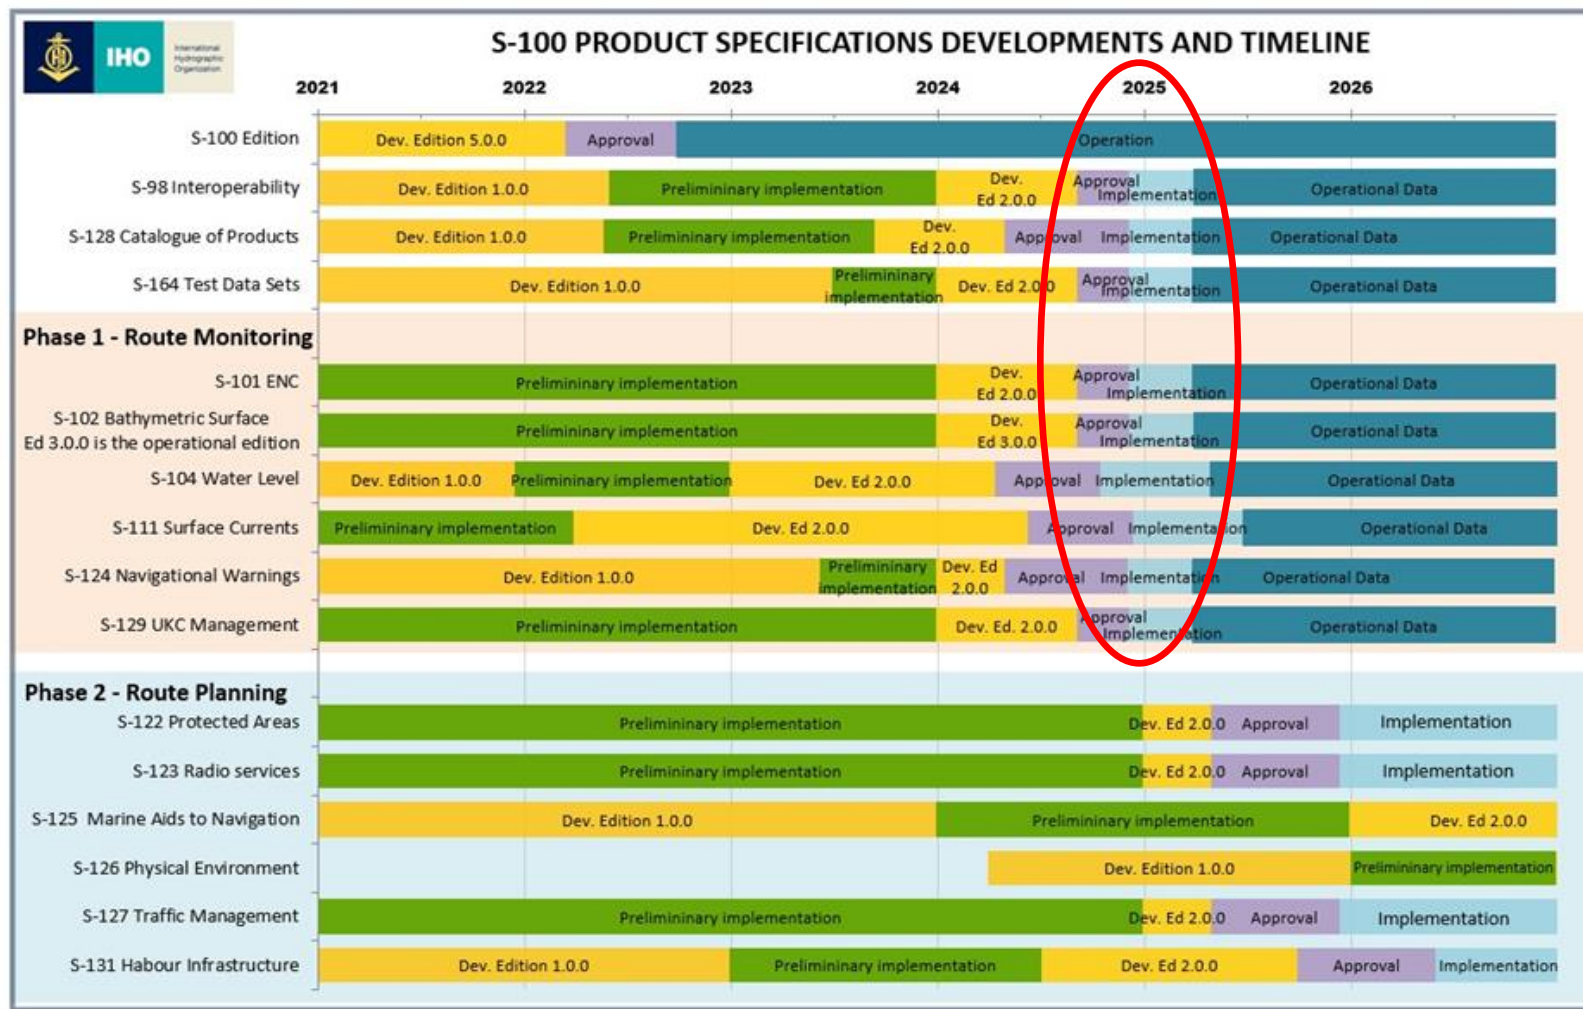 IHO
International
Hydrographic
Organization
S-100 PRODUCT SPECIFICATIONS DEVELOPMENTS AND TIMELINE
2021 2022 2023 2024 2025 2026
S-100 Edition Dev. Edition 5.0.0 Approval Operation
S-98 Interoperability Dev. Edition 1.0.0 Prelimininary implementation Dev.
Ed 2.0.0 Approval
Implementation Operational Data
S-128 Catalogue of Products Dev. Edition 1.0.0 Prelimininary implementation Dev.
Ed 2.0.0 Approval Implementation Operational Data
S-164 Test Data Sets Dev. Edition 1.0.0 Prelimininary
implementation Dev. Ed 2.0.0 Approval
Implementation Operational Data
Phase 1 - Route Monitoring
S-101 ENC Prelimininary implementation Dev.
Ed 2.0.0 Approval
Implementation Operational Data
S-102 Bathymetric Surface
Ed 3.0.0 is the operational edition Prelimininary implementation Dev.
Ed 3.0.0 Approval
Implementation Operational Data
S-104 Water Level Dev. Edition 1.0.0 Prelimininary implementation Dev. Ed 2.0.0 Approval Implementation Operational Data
S-111 Surface Currents Prelimininary implementation Dev. Ed 2.0.0 Approval Implementation Operational Data
S-124 Navigational Warnings Dev. Edition 1.0.0 Prelimininary
implementation Dev. Ed
2.0.0 Approval Implementation Operational Data
S-129 UKC Management Prelimininary implementation Dev. Ed. 2.0.0 Approval
Implementation Operational Data
Phase 2 - Route Planning
S-122 Protected Areas Prelimininary implementation Dev. Ed 2.0.0 Approval Implementation
S-123 Radio services Prelimininary implementation Dev. Ed 2.0.0 Approval Implementation
S-125 Marine Aids to Navigation Dev. Edition 1.0.0 Prelimininary implementation Dev. Ed 2.0.0
S-126 Physical Environment Dev. Edition 1.0.0 Prelimininary implementation
S-127 Traffic Management Prelimininary implementation Dev. Ed 2.0.0 Approval Implementation
S-131 Habour Infrastructure Dev. Edition 1.0.0 Prelimininary implementation Dev. Ed 2.0.0 Approval Implementation